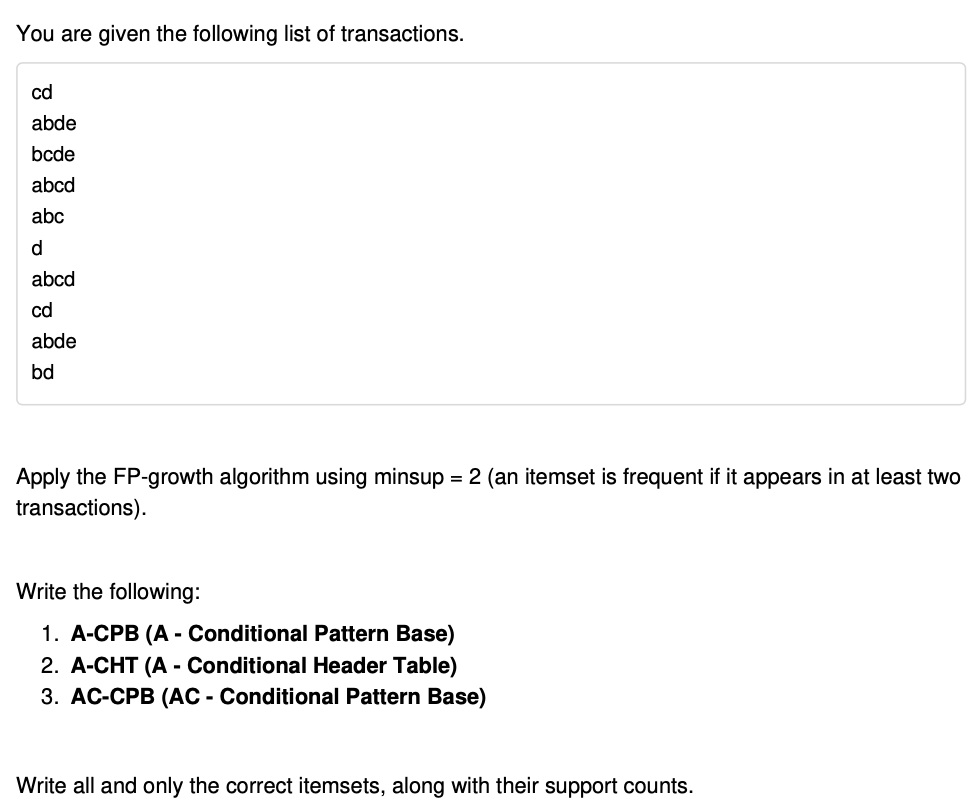 You are given the following list of transactions.
cd
abde
bcde
abcd
abc
d
abcd
cd
abde
bd
Apply the FP-growth algorithm using minsup = 2 (an itemset is frequent if it appears in at least two
transactions).
Write the following:
1. A-CPB (A - Conditional Pattern Base)
2. A-CHT (A - Conditional Header Table)
3. AC-CPB (AC - Conditional Pattern Base)
Write all and only the correct itemsets, along with their support counts.